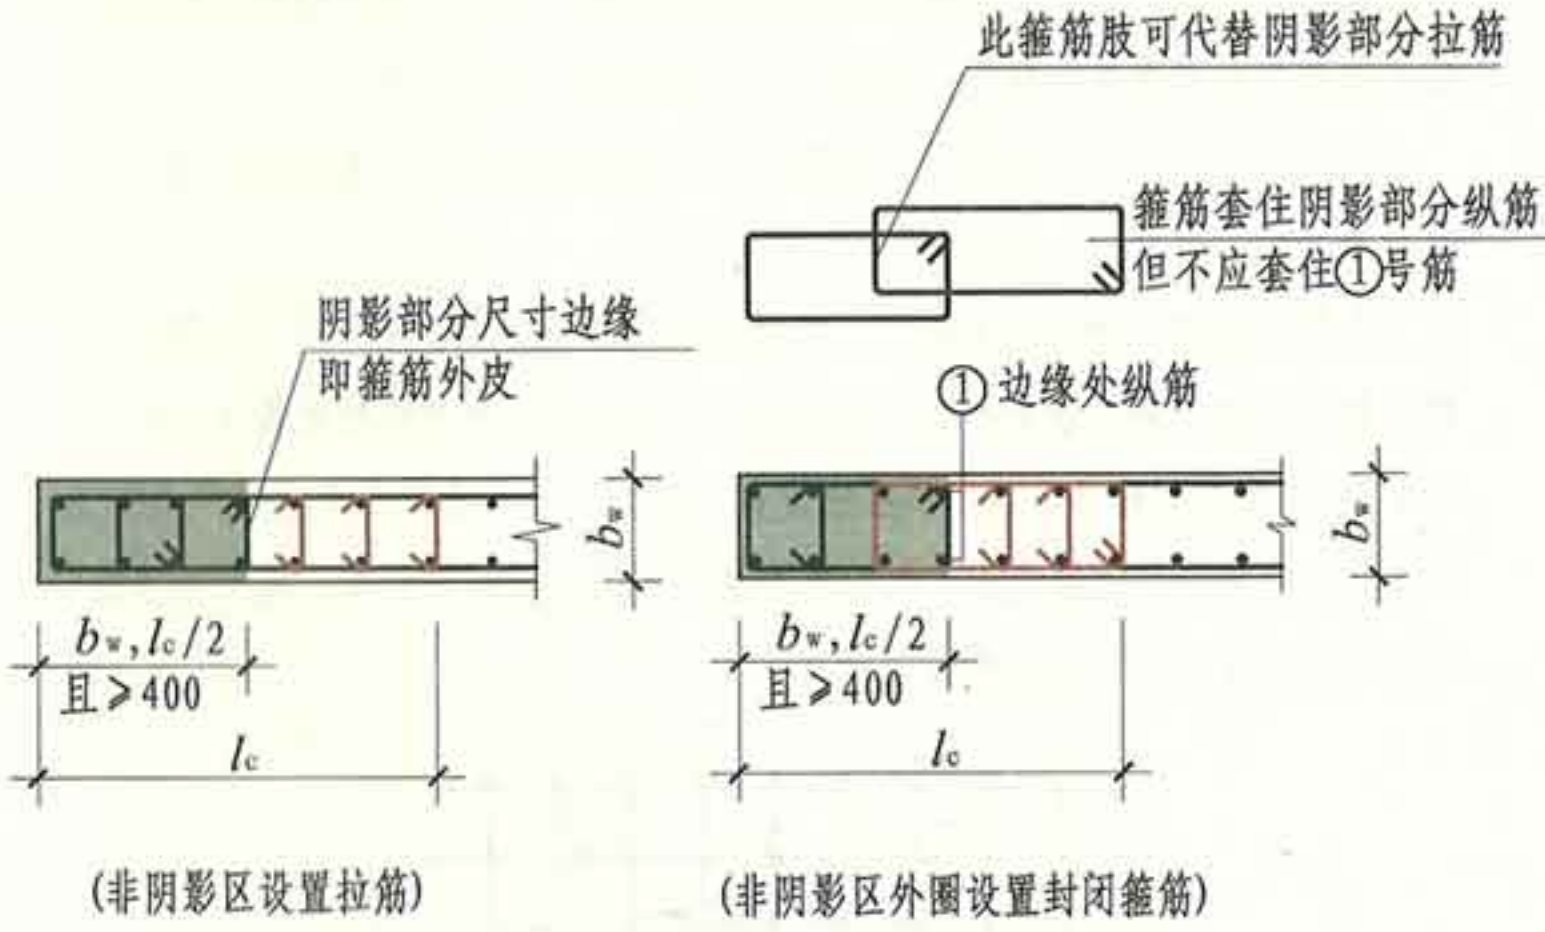 此箍筋肢可代替阴影部分拉筋
箍筋套住阴影部分纵筋
但不应套住①号筋
阴影部分尺寸边缘
即箍筋外皮
① 边缘处纵筋
bw
bw
bw,lc/2
且≥400
lc
bw,lc/2
且≥400
lc
(非阴影区设置拉筋)
(非阴影区外圈设置封闭箍筋)